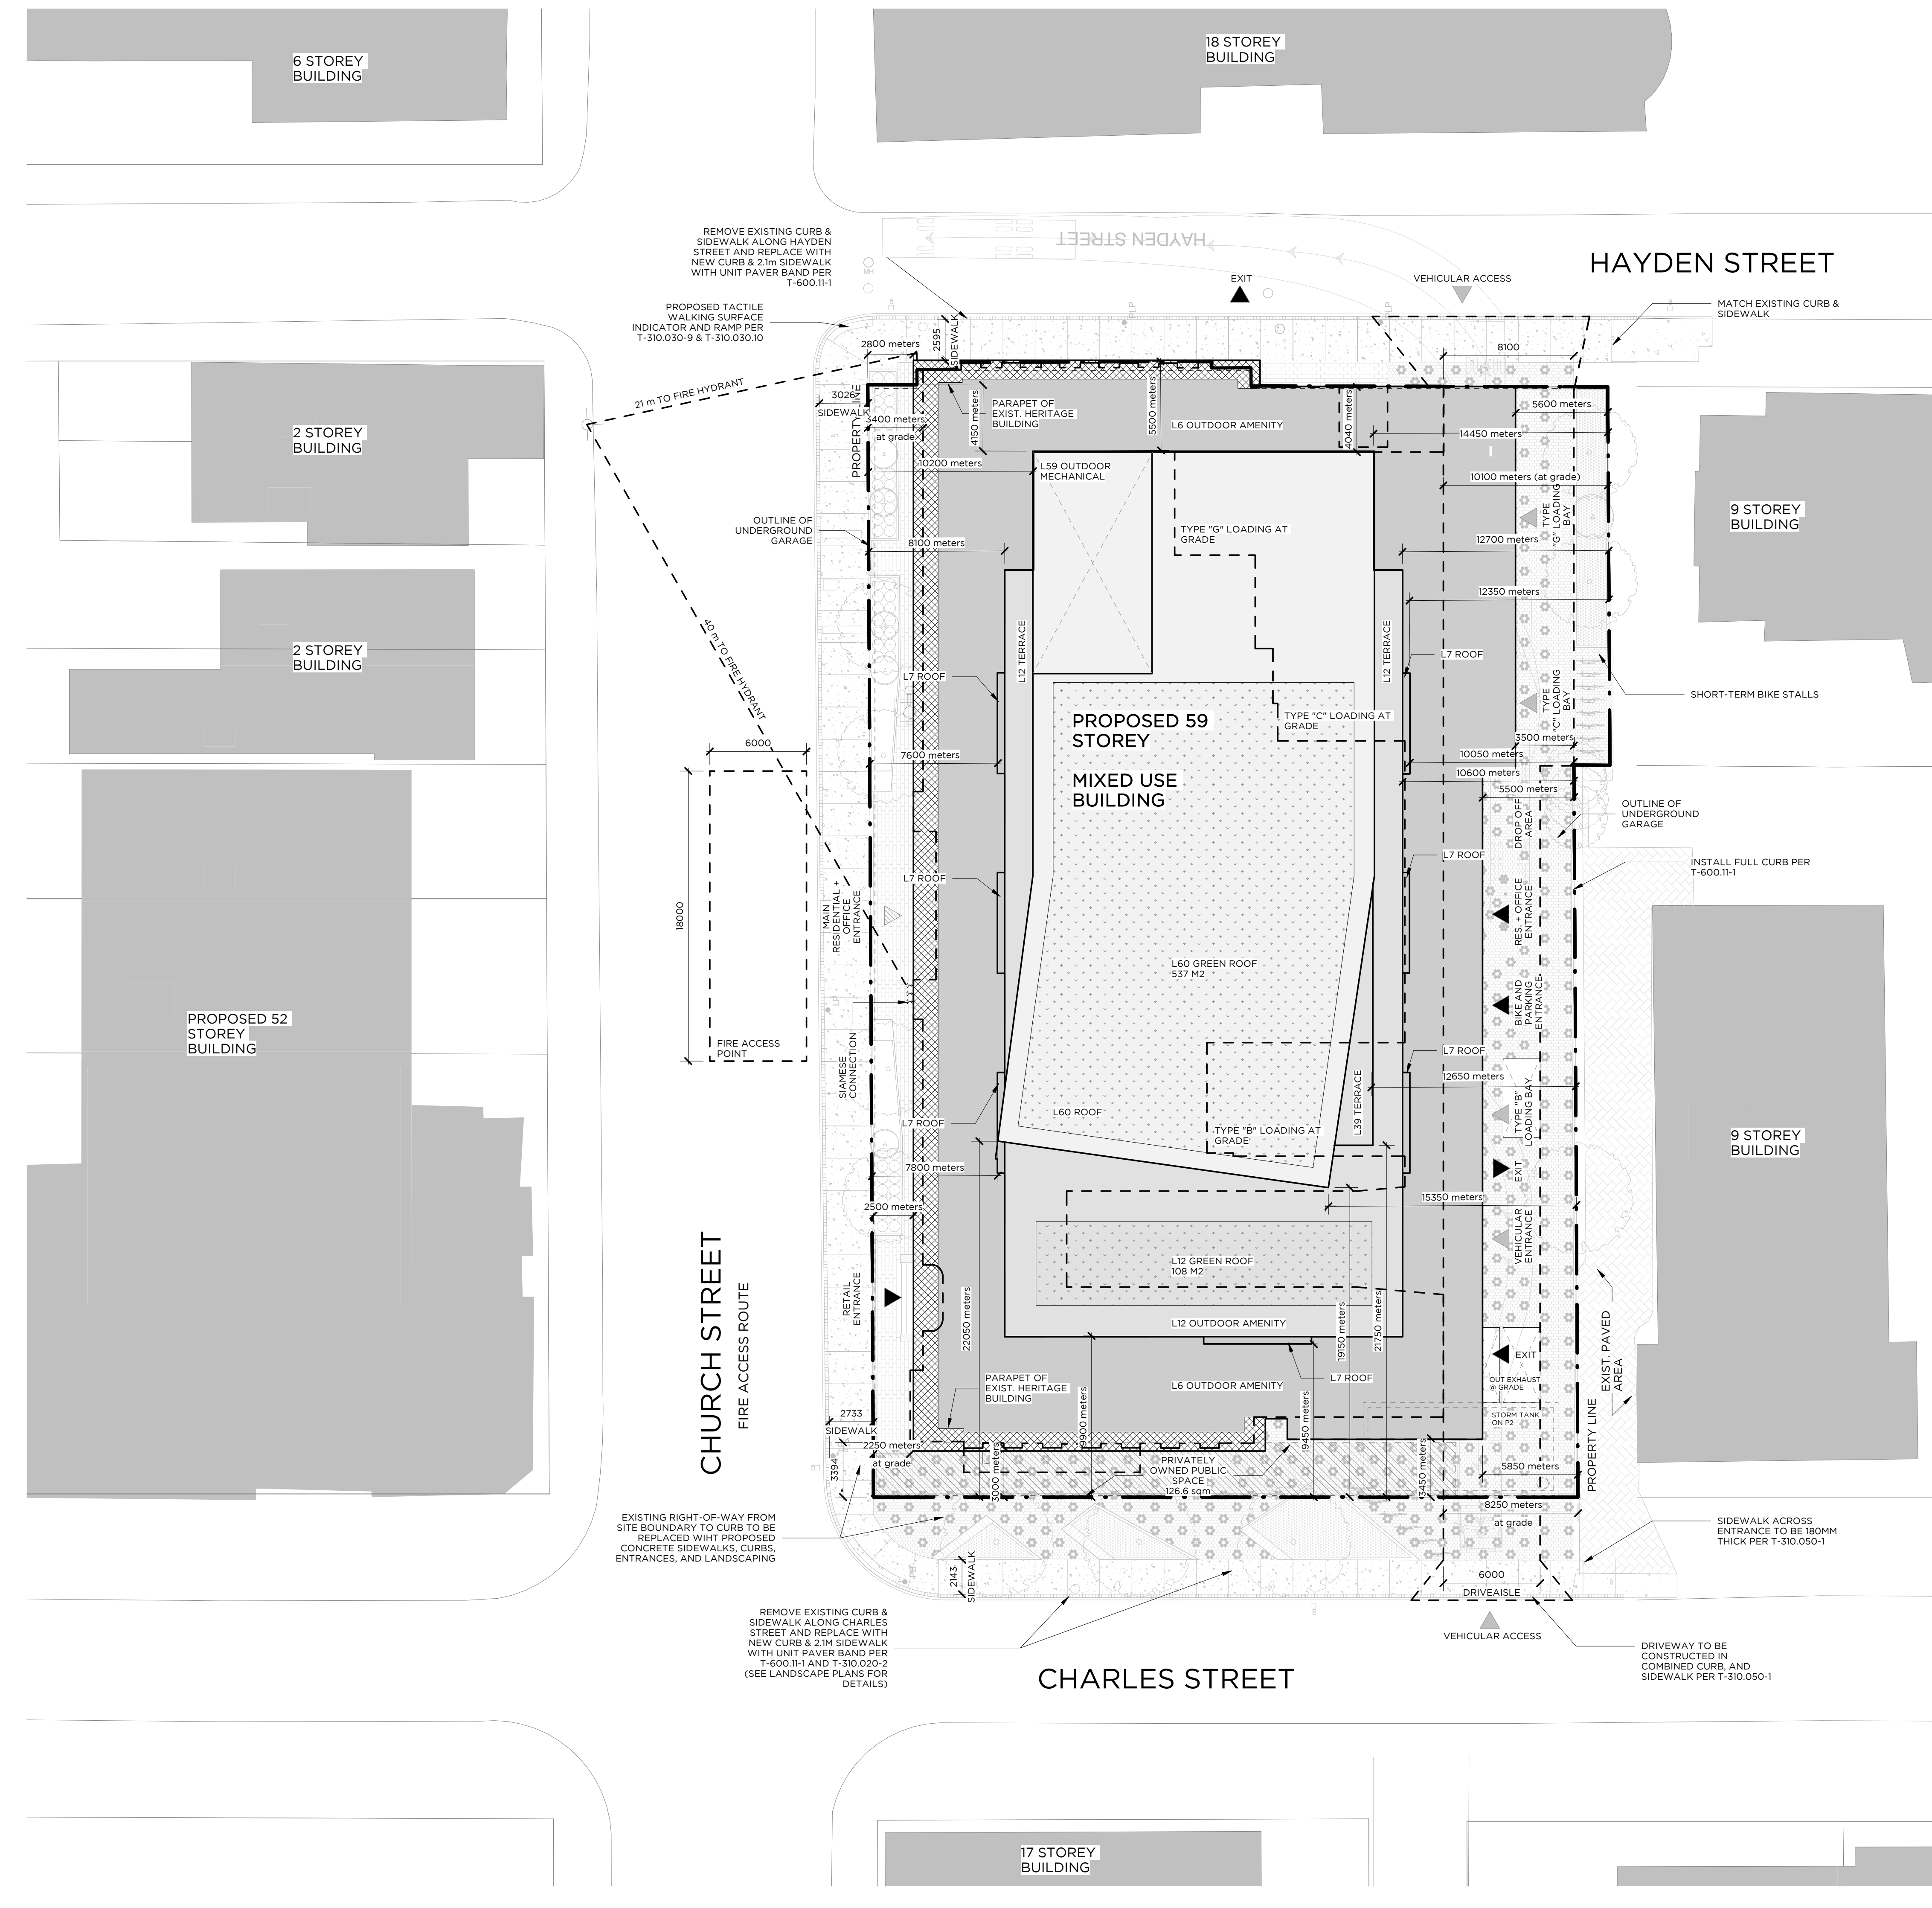 6 STOREY
BUILDING
18 STOREY
BUILDING
REMOVE EXISTING CURB &
SIDEWALK ALONG HAYDEN
STREET AND REPLACE WITH
NEW CURB & 2.1m SIDEWALK
WITH UNIT PAVER BAND PER
T-600.11-1
HAYDEN STREET
HAYDEN STREET
MH
EXIT
VEHICULAR ACCESS
PROPOSED TACTILE
WALKING SURFACE
INDICATOR AND RAMP PER
T-310.030-9 & T-310.030.10
MATCH EXISTING CURB &
SIDEWALK
2595
SIDEWALK
LP
LP
2800 meters
8100
21 m TO FIRE HYDRANT
3026
SIDEWALK
PROPERTY LINE
3400 meters
at grade
4150 meters
PARAPET OF
EXIST. HERITAGE
BUILDING
5500 meters
L6 OUTDOOR AMENITY
4040 meters
5600 meters
14450 meters
2 STOREY
BUILDING
10200 meters
L59 OUTDOOR
MECHANICAL
10100 meters (at grade)
9 STOREY
BUILDING
OUTLINE OF
UNDERGROUND
GARAGE
TYPE "G" LOADING AT
GRADE
TYPE
"G" LOADING
BAY
8100 meters
12700 meters
12350 meters
2 STOREY
BUILDING
40 m TO FIRE HYDRANT
L12 TERRACE
L12 TERRACE
L7 ROOF
L7 ROOF
SHORT-TERM BIKE STALLS
TYPE
"C" LOADING
BAY
PROPOSED 59
STOREY
MIXED USE
BUILDING
TYPE "C" LOADING AT
GRADE
3500 meters
6000
7600 meters
10050 meters
10600 meters
5500 meters
OUTLINE OF
UNDERGROUND
GARAGE
DROP OFF
AREA
L7 ROOF
INSTALL FULL CURB PER
T-600.11-1
L7 ROOF
18000
MAIN
RESIDENTIAL +
OFFICE
ENTRANCE
RES. + OFFICE
ENTRANCE
L60 GREEN ROOF
537 M2
BIKE AND
PARKING
ENTRANCE
PROPOSED 52
STOREY
BUILDING
LP
FIRE ACCESS
POINT
SIAMESE
CONNECTION
L7 ROOF
12650 meters
L7 ROOF
L60 ROOF
L39 TERRACE
TYPE "B" LOADING AT
GRADE
TYPE "B"
LOADING BAY
9 STOREY
BUILDING
7800 meters
EXIT
2500 meters
15350 meters
VEHICULAR
ENTRANCE
CHURCH STREET
FIRE ACCESS ROUTE
RETAIL
ENTRANCE
L12 GREEN ROOF
108 M2
22050 meters
L12 OUTDOOR AMENITY
19150 meters
21750 meters
EXIT
EXIST. PAVED
AREA
PARAPET OF
EXIST. HERITAGE
BUILDING
L6 OUTDOOR AMENITY
L7 ROOF
OUT EXHAUST
@ GRADE
2733
SIDEWALK
9900 meters
9450 meters
STORM TANK
ON P2
PROPERTY LINE
2250 meters
at grade
3394
3000 meters
PRIVATELY
OWNED PUBLIC
SPACE
126.6 sqm
3450 meters
5850 meters
8250 meters
at grade
EXISTING RIGHT-OF-WAY FROM
SITE BOUNDARY TO CURB TO BE
REPLACED WIHT PROPOSED
CONCRETE SIDEWALKS, CURBS,
ENTRANCES, AND LANDSCAPING
SIDEWALK ACROSS
ENTRANCE TO BE 180MM
THICK PER T-310.050-1
2143
SIDEWALK
6000
DRIVEAISLE
REMOVE EXISTING CURB &
SIDEWALK ALONG CHARLES
STREET AND REPLACE WITH
NEW CURB & 2.1M SIDEWALK
WITH UNIT PAVER BAND PER
T-600.11-1 AND T-310.020-2
(SEE LANDSCAPE PLANS FOR
DETAILS)
VEHICULAR ACCESS
CHARLES STREET
DRIVEWAY TO BE
CONSTRUCTED IN
COMBINED CURB, AND
SIDEWALK PER T-310.050-1
17 STOREY
BUILDING